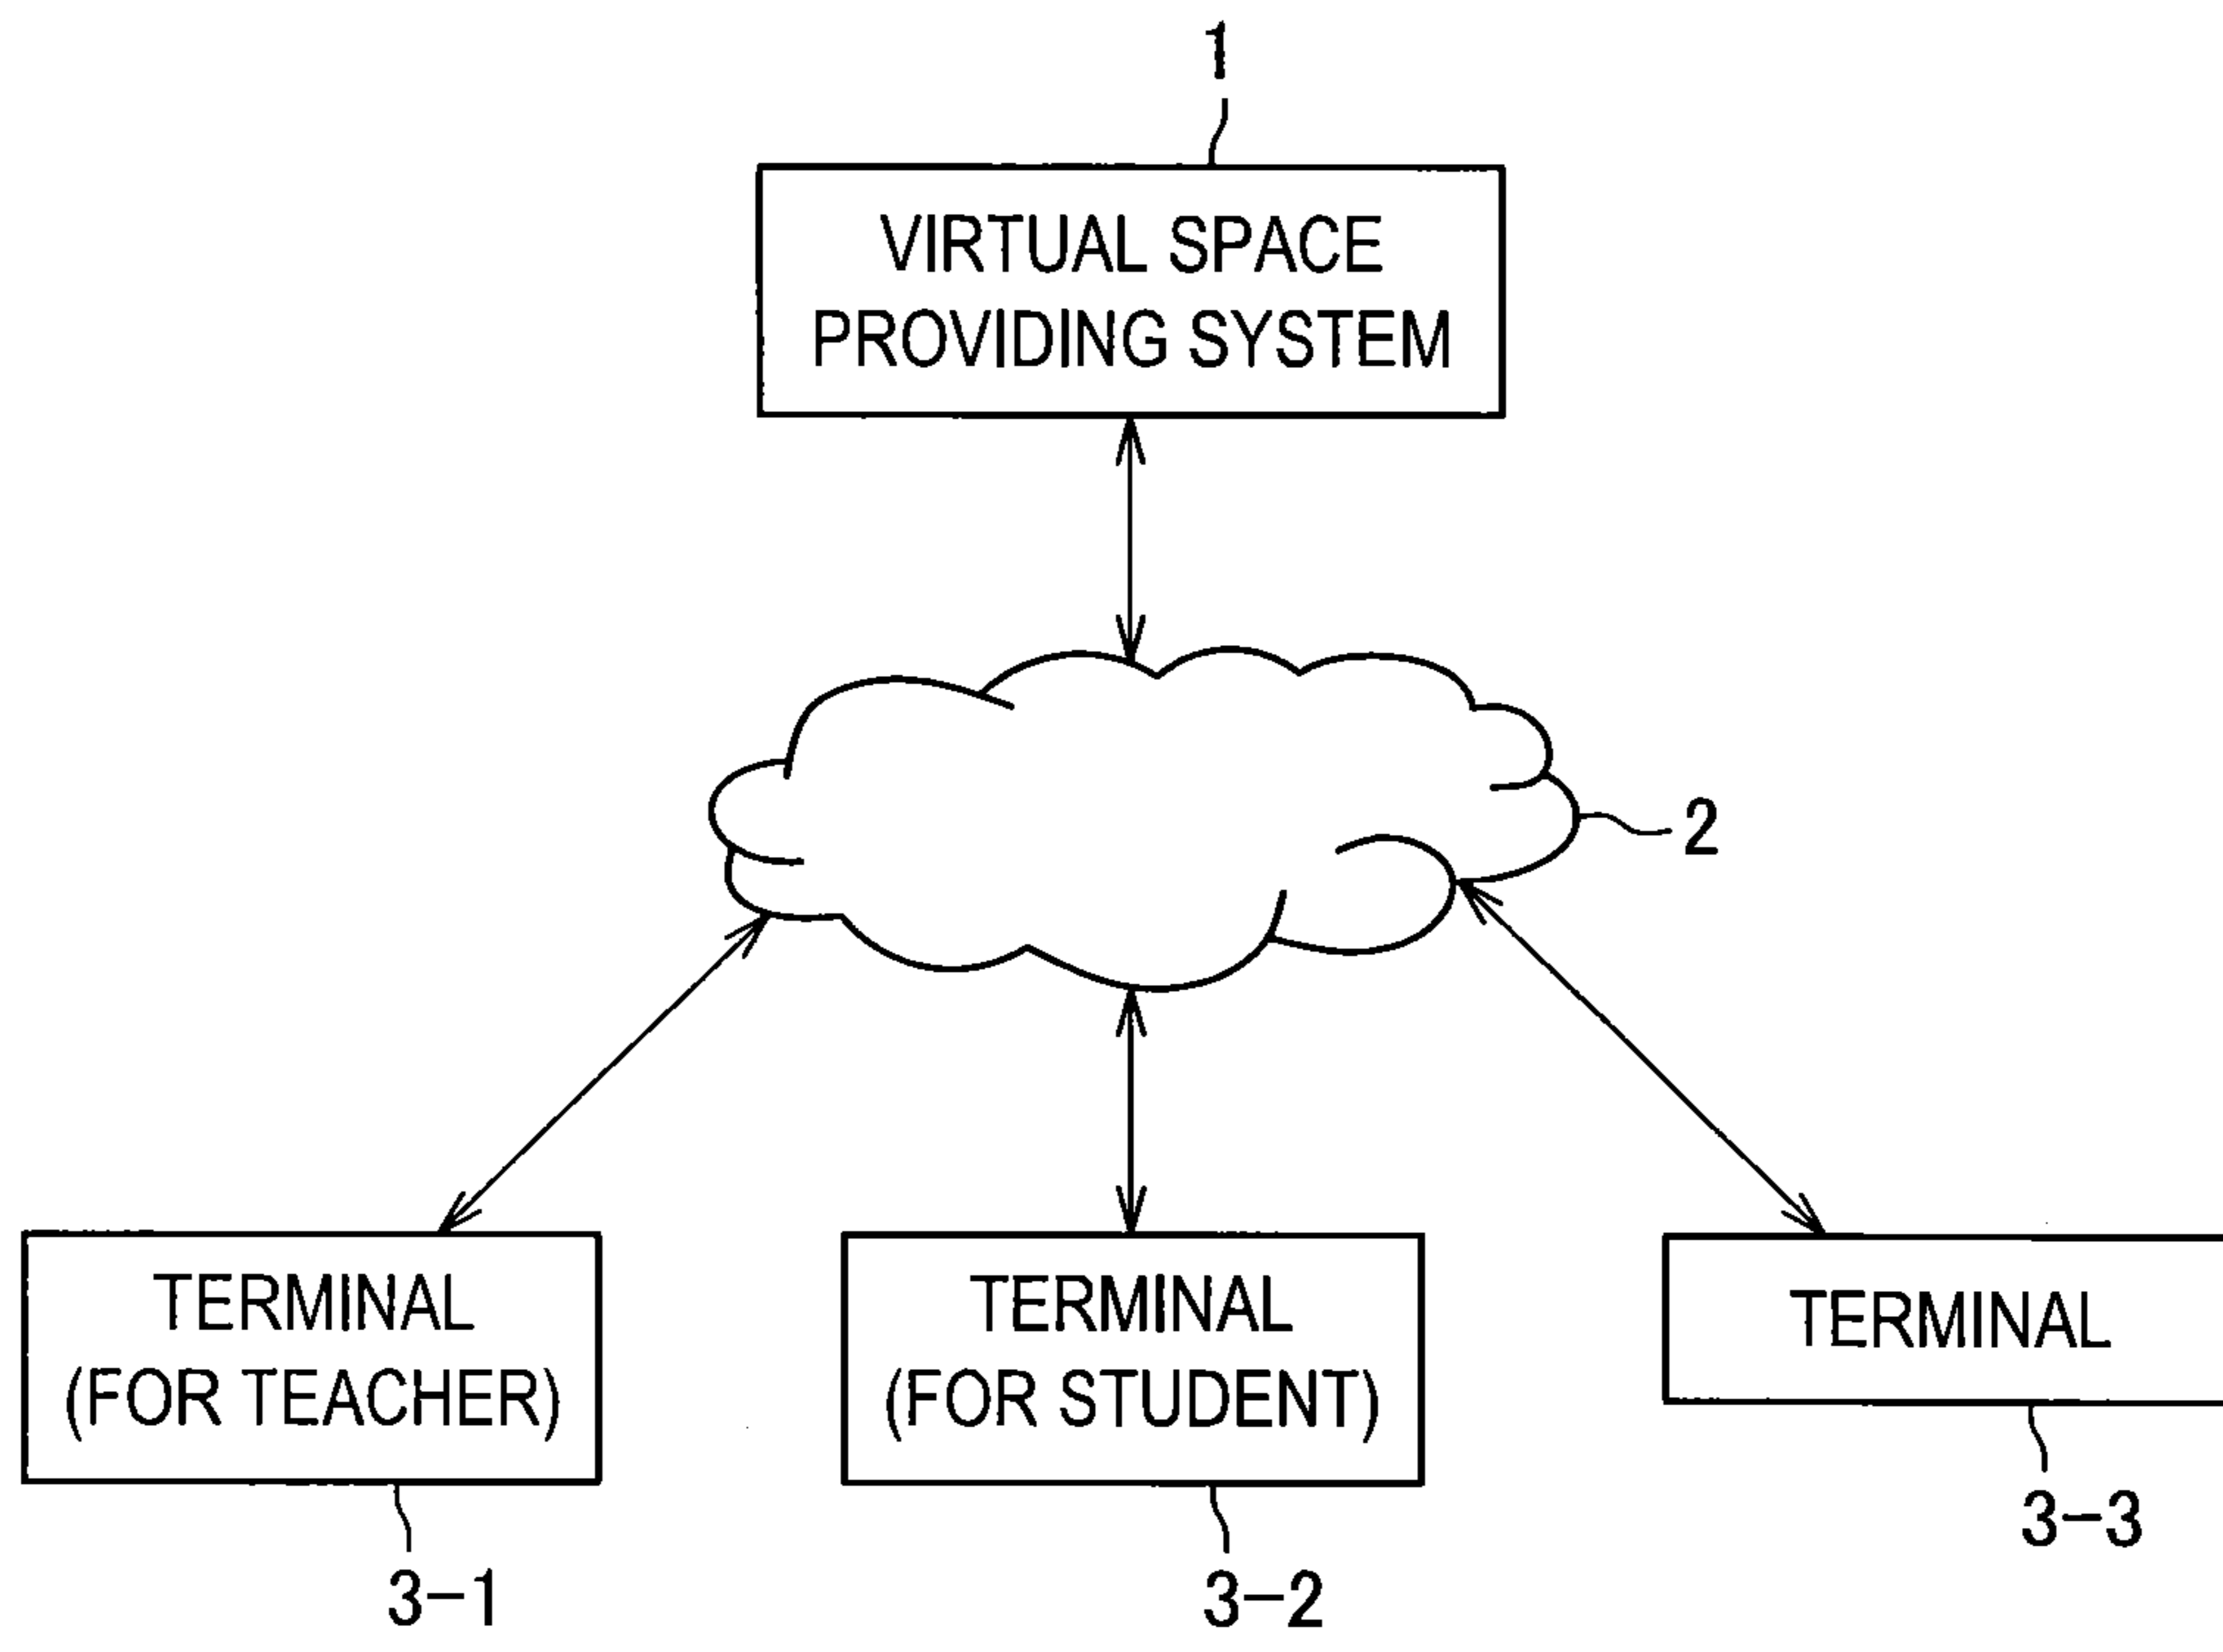 1
VIRTUAL SPACE
PROVIDING SYSTEM
2
TERMINAL
(FOR TEACHER)
3-1
TERMINAL
(FOR STUDENT)
3-2
TERMINAL
3-3